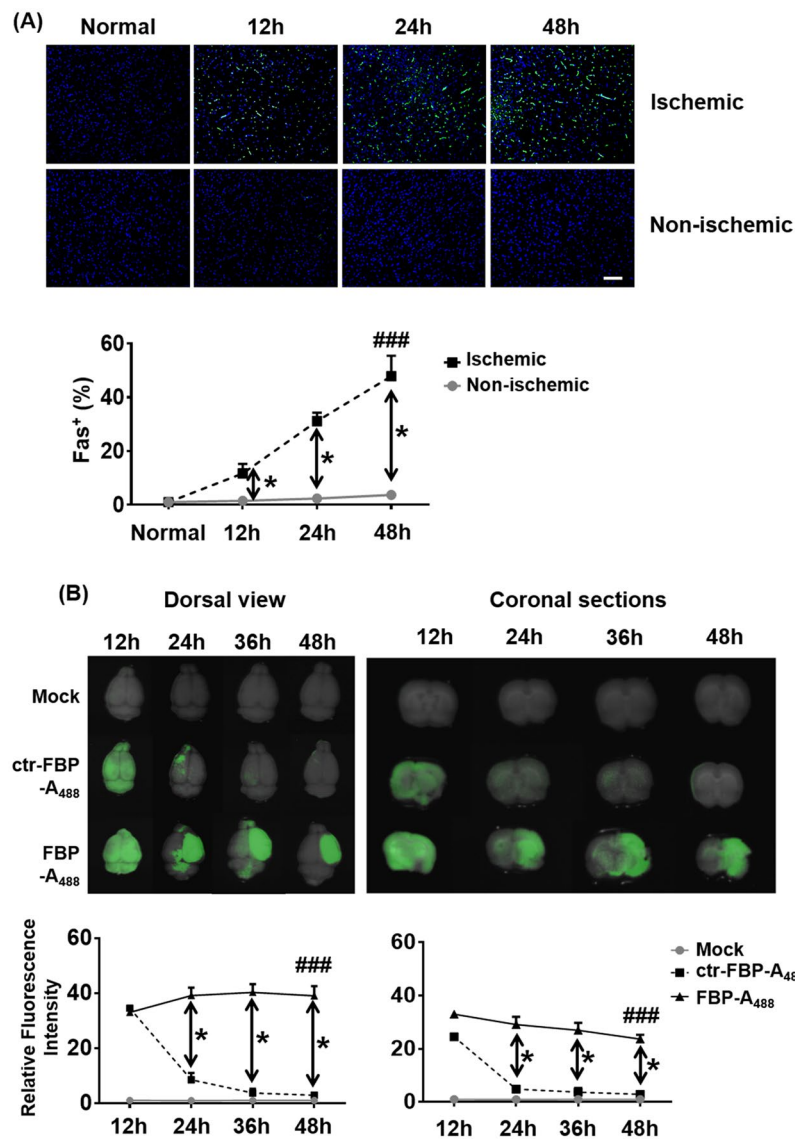 (A)
Normal 12h 24h 48h
Ischemic
Non-ischemic
60
40
20
0
Fas+ (%)
###
*
*
*
Ischemic
Non-ischemic
Normal 12h 24h 48h
(B)
Dorsal view Coronal sections
12h 24h 36h 48h 12h 24h 36h 48h
Mock
ctr-FBP
-A488
FBP
-A488
Relative Fluorescence
Intensity
60
40
20
0
###
*
*
*
12h 24h 36h 48h
60
40
20
0
###
*
*
*
12h 24h 36h 48h
Mock
ctr-FBP-A48
FBP-A488